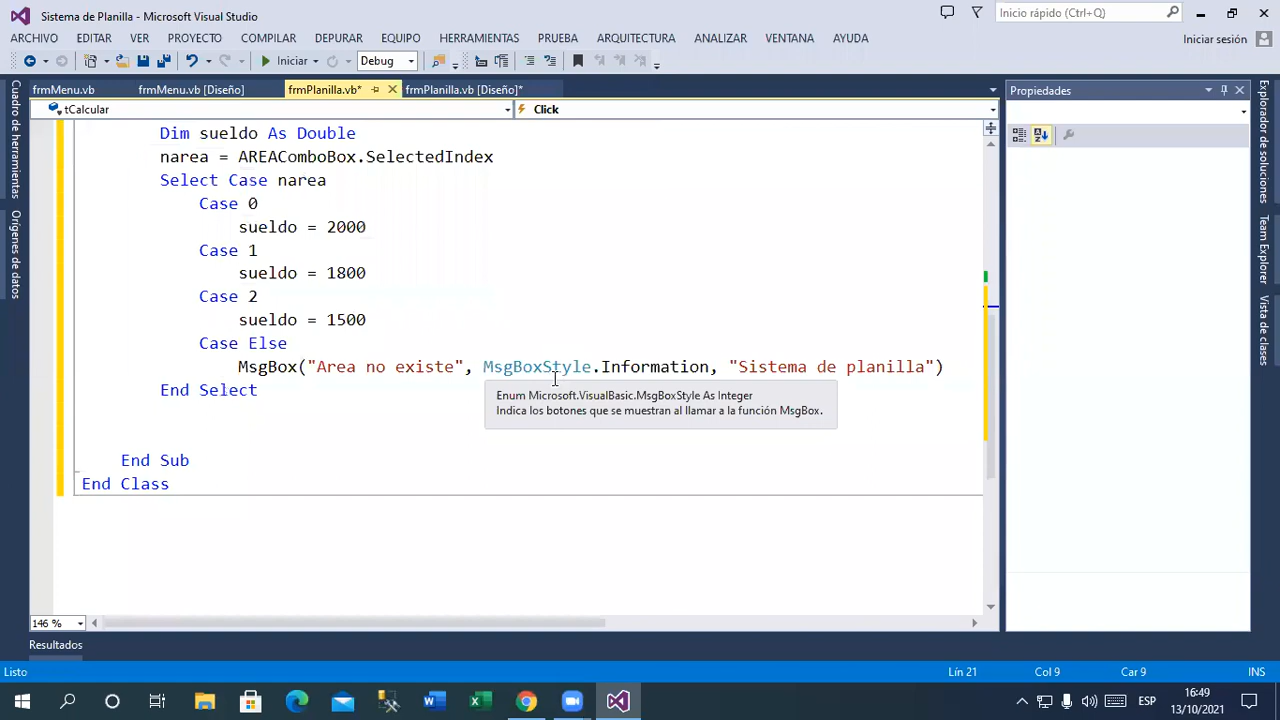 Sistema de Planilla - Microsoft Visual Studio
Inicio rápido (Ctrl+Q)
ARCHIVO EDITAR VER PROYECTO COMPILAR DEPURAR EQUIPO HERRAMIENTAS PRUEBA ARQUITECTURA ANALIZAR VENTANA AYUDA
Iniciar sesión
Iniciar
Debug
frmMenu.vb
frmMenu.vb [Diseño]
frmPlanilla.vb*
frmPlanilla.vb [Diseño]*
tCalcular
Click
Dim sueldo As Double
narea = AREAComboBox.SelectedIndex
Select Case narea
Case 0
sueldo = 2000
Case 1
sueldo = 1800
Case 2
sueldo = 1500
Case Else
MsgBox("Area no existe", MsgBoxStyle.Information, "Sistema de planilla")
End Select
Enum Microsoft.VisualBasic.MsgBoxStyle As Integer
Indica los botones que se muestran al llamar a la función MsgBox.
End Sub
End Class
146 %
Cuadro de herramientas
Orígenes de datos
Propiedades
Explorador de soluciones
Team Explorer
Vista de clases
Resultados
Listo
Lín 21
Col 9
Car 9
INS
ESP
16:49
13/10/2021